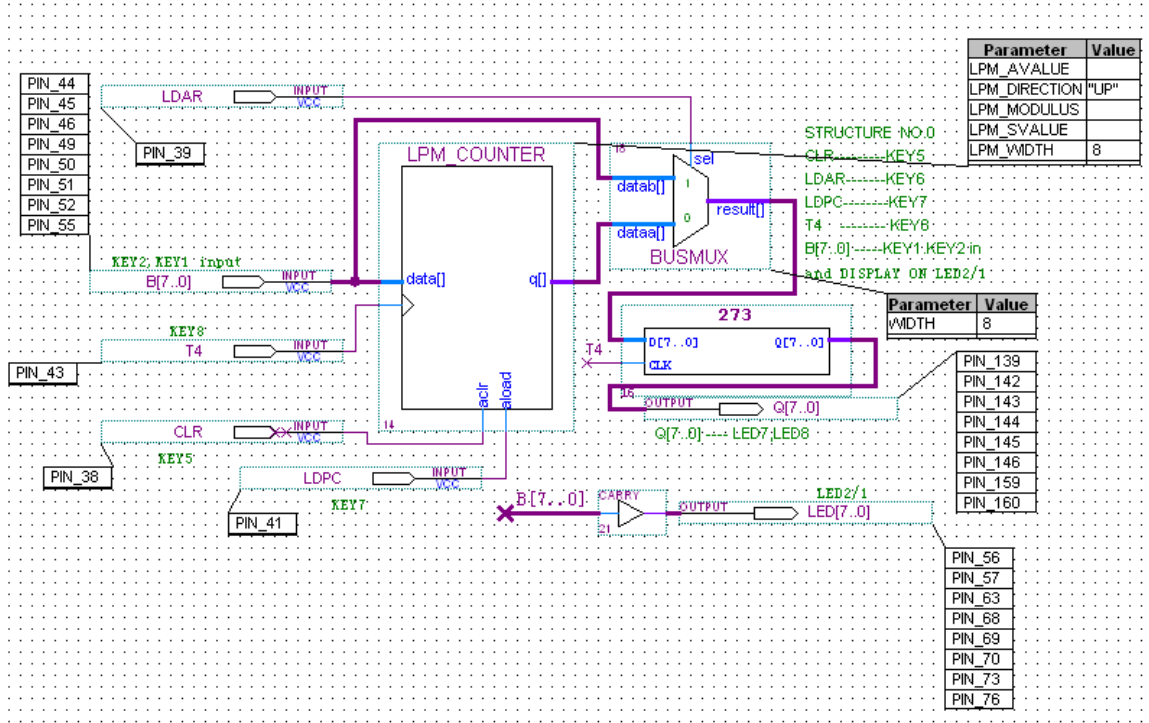 Parameter Value
LPM_AVALUE
LPM_DIRECTION "UP"
LPM_MODULUS
LPM_SVALUE
LPM_WIDTH 8
PIN_44
PIN_45
PIN_46
PIN_49
PIN_50
PIN_51
PIN_52
PIN_55
LDAR INPUT
VCC
PIN_39
LPM_COUNTER
data[]
q[]
aclr
aload
14
sel
datab[]
1
dataa[]
0
result[]
BUSMUX
STRUCTURE NO.0
CLR--------KEY5
LDAR-------KEY6
LDPC-------KEY7
T4 -------KEY8
B[7..0]-----KEY1.KEY2 in
and DISPLAY ON LED2/1
KEY2; KEY1 input
B[7..0] INPUT
VCC
Parameter Value
WIDTH 8
KEY8
T4 INPUT
VCC
PIN_43
273
D[7..0] Q[7..0]
CLK
T4
16
OUTPUT Q[7..0]
Q[7..0]---- LED7;LED8
PIN_139
PIN_142
PIN_143
PIN_144
PIN_145
PIN_146
PIN_159
PIN_160
CLR INPUT
VCC
KEY5
PIN_38
LDPC INPUT
VCC
KEY7
PIN_41
B[7..0]
CARRY
21
LED2/1
OUTPUT LED[7..0]
PIN_56
PIN_57
PIN_63
PIN_68
PIN_69
PIN_70
PIN_73
PIN_76